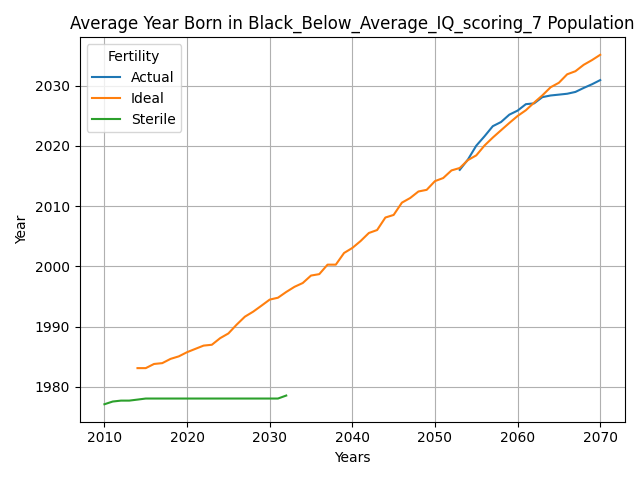 Average Year Born in Black_Below_Average_IQ_scoring_7 Population
Fertility
Actual
Ideal
Sterile
2030
2020
2010
2000
1990
1980
Year
2010 2020 2030 2040 2050 2060 2070
Years